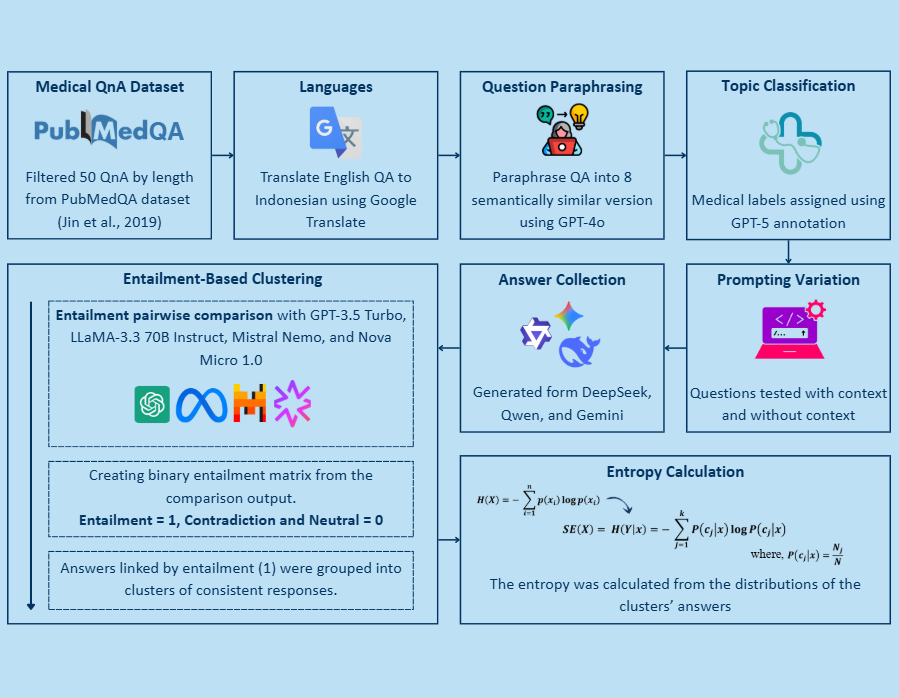 Medical QnA Dataset
PubMedQA
Filtered 50 QnA by length
from PubMedQA dataset
(Jin et al., 2019)
Languages
G 文
Translate English QA to
Indonesian using Google
Translate
Question Paraphrasing
Paraphrase QA into 8
semantically similar version
using GPT-4o
Topic Classification
Medical labels assigned using
GPT-5 annotation
Prompting Variation
</>
/...
Questions tested with context
and without context
Answer Collection
Generated form DeepSeek,
Qwen, and Gemini
Entailment-Based Clustering
Entailment pairwise comparison with GPT-3.5 Turbo,
LLaMA-3.3 70B Instruct, Mistral Nemo, and Nova
Micro 1.0
Creating binary entailment matrix from the
comparison output.
Entailment = 1, Contradiction and Neutral = 0
Answers linked by entailment (1) were grouped into
clusters of consistent responses.
Entropy Calculation
H(X) = − ∑_{i=1}^{n} p(x_i) log p(x_i)
SE(X) = H(Y|x) = − ∑_{j=1}^{k} P(c_j|x) log P(c_j|x)
where, P(c_j|x) = N_j/N
The entropy was calculated from the distributions of the
clusters’ answers